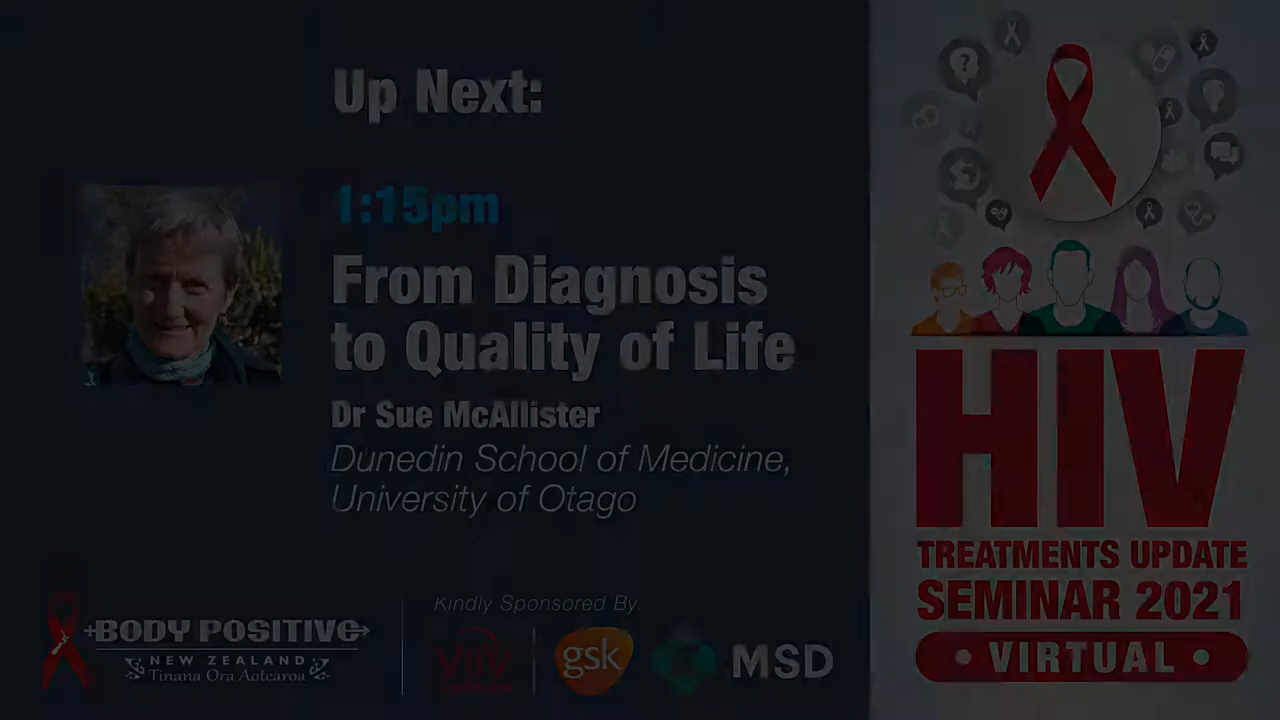 Up Next:
1:15pm
From Diagnosis
to Quality of Life
Dr Sue McAllister
Dunedin School of Medicine,
University of Otago
Kindly Sponsored By:
BODY POSITIVE
NEW ZEALAND
Tinana Ora Aotearoa
ViiV
Healthcare
gsk
MSD
HIV
TREATMENTS UPDATE
SEMINAR 2021
• VIRTUAL •